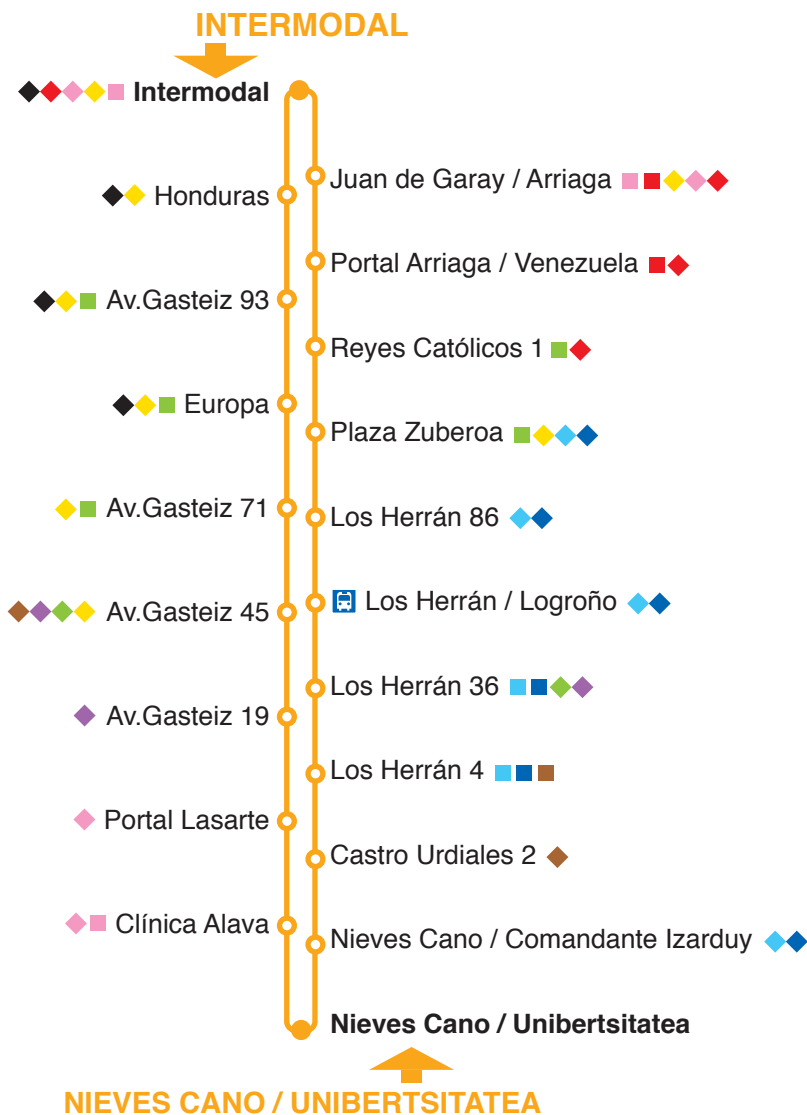 INTERMODAL
Intermodal
Juan de Garay / Arriaga
Honduras
Portal Arriaga / Venezuela
Av.Gasteiz 93
Reyes Católicos 1
Europa
Plaza Zuberoa
Av.Gasteiz 71
Los Herrán 86
Av.Gasteiz 45
Los Herrán / Logroño
Los Herrán 36
Av.Gasteiz 19
Los Herrán 4
Portal Lasarte
Castro Urdiales 2
Clínica Alava
Nieves Cano / Comandante Izarduy
Nieves Cano / Unibertsitatea
NIEVES CANO / UNIBERTSITATEA